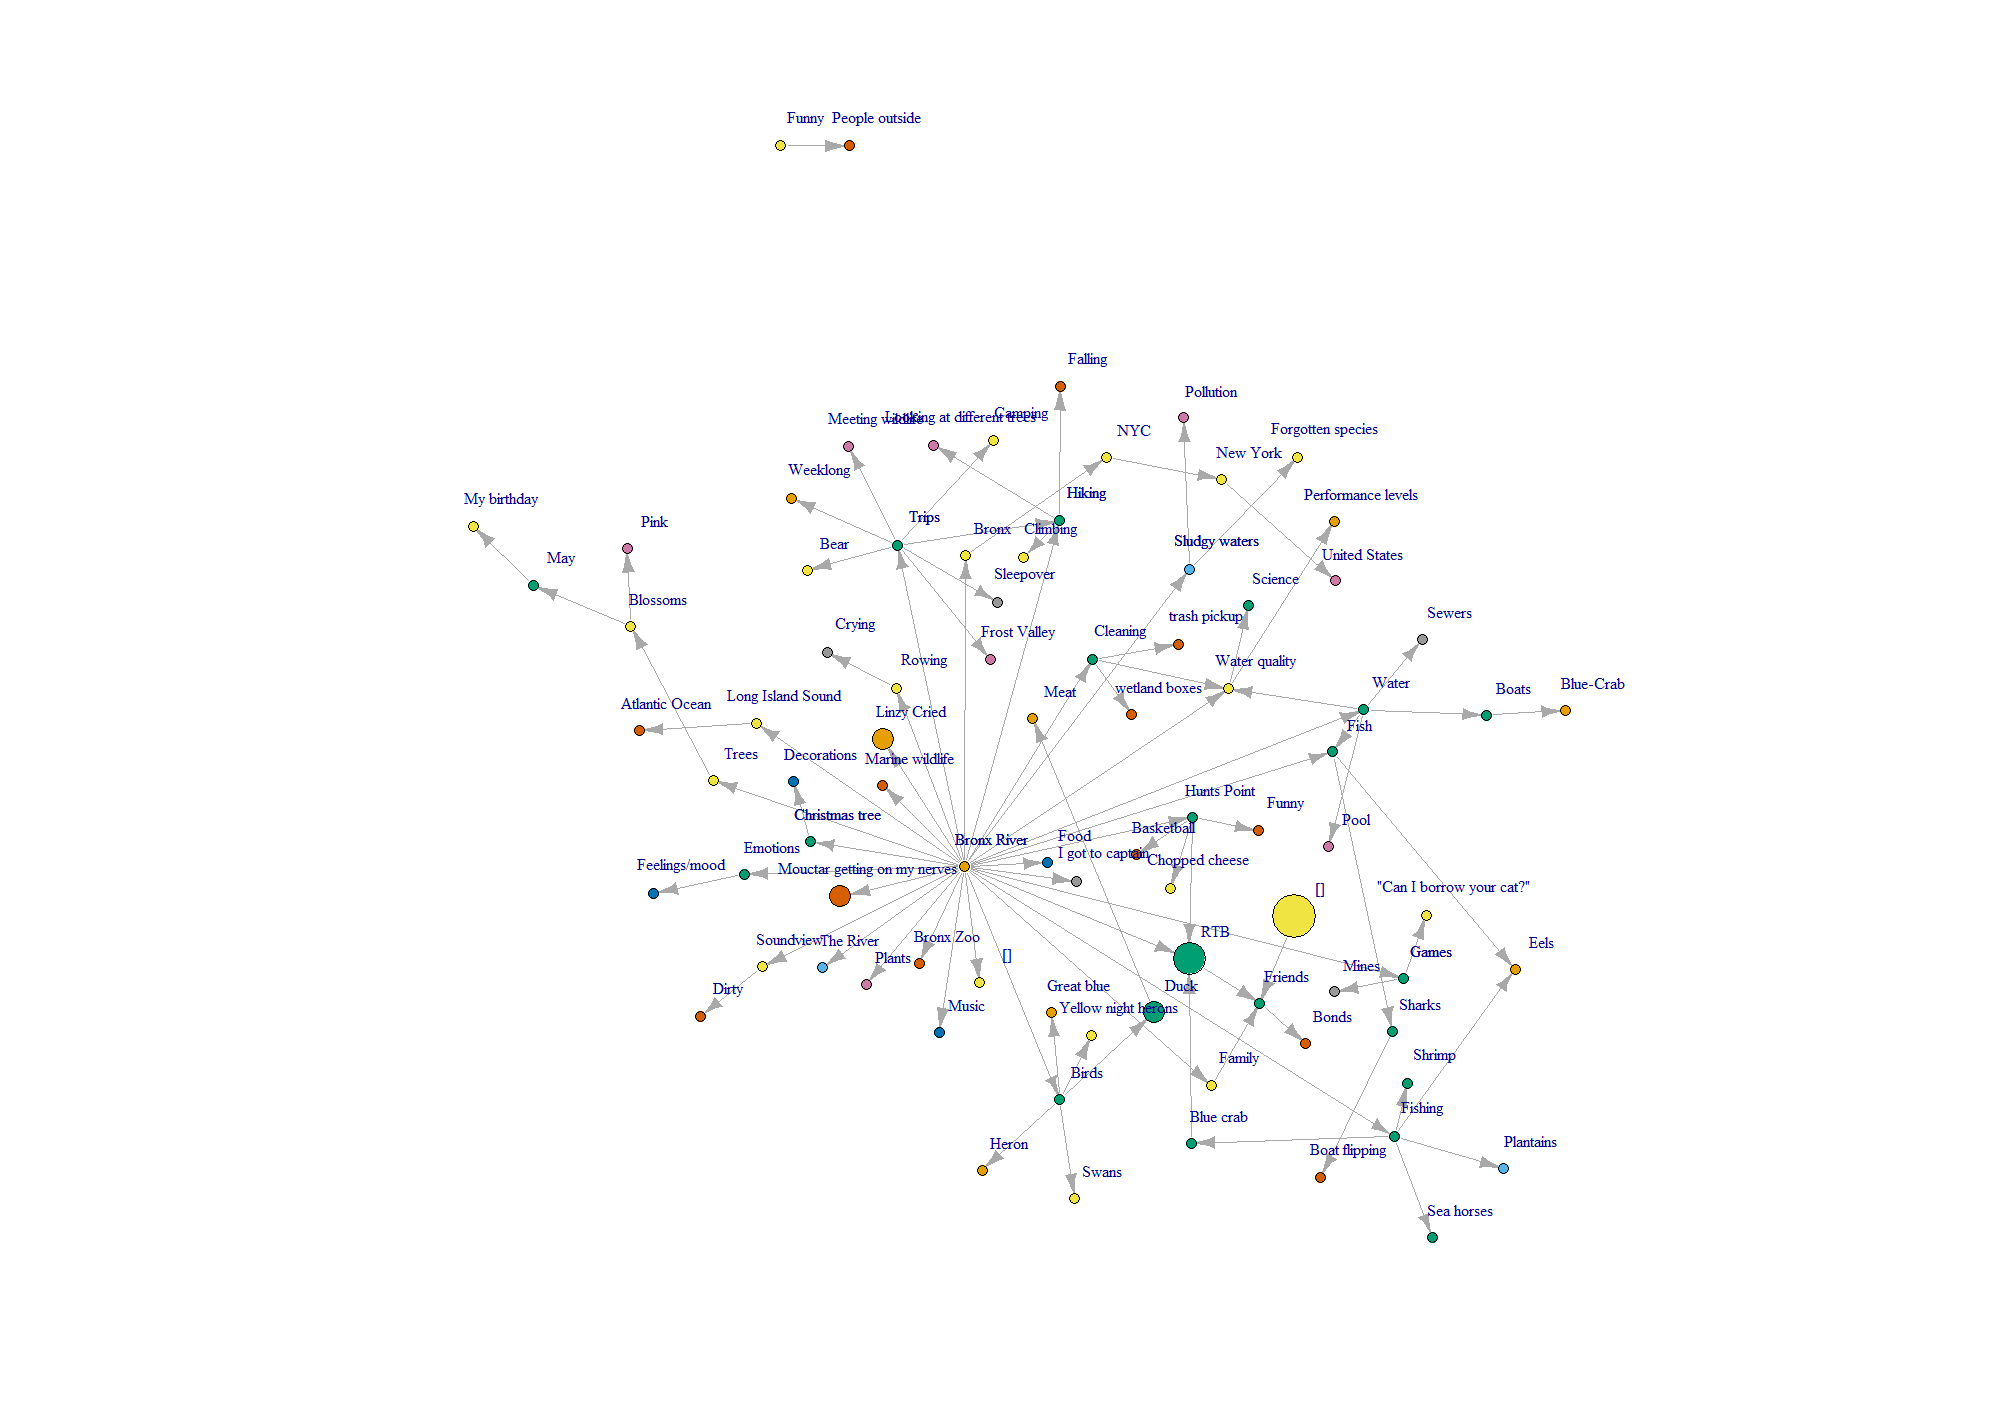 Funny
People outside
Falling
Pollution
Meeting wildlife
Looking at different trees
Camping
NYC
Forgotten species
New York
Weeklong
My birthday
Hiking
Performance levels
Pink
Trips
Bronx
Climbing
Sludgy waters
Bear
May
United States
Sleepover
Science
Blossoms
Sewers
trash pickup
Crying
Frost Valley
Cleaning
Rowing
Water quality
Water
wetland boxes
Boats
Blue-Crab
Meat
Long Island Sound
Atlantic Ocean
Linzy Cried
Fish
Trees
Decorations
Marine wildlife
Hunts Point
Funny
Christmas tree
Pool
Basketball
Bronx River
Food
Emotions
I got to captain
Chopped cheese
Feelings/mood
Mouctar getting on my nerves
[]
"Can I borrow your cat?"
RTB
Soundview
The River
Bronx Zoo
Eels
Games
[]
Plants
Mines
Friends
Great blue
Duck
Dirty
Music
Yellow night herons
Sharks
Bonds
Shrimp
Family
Birds
Fishing
Blue crab
Heron
Boat flipping
Plantains
Swans
Sea horses